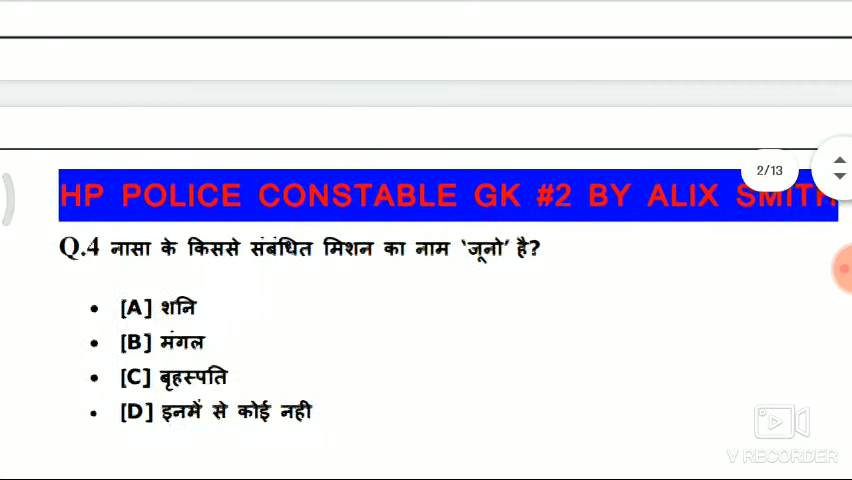 2/13
HP POLICE CONSTABLE GK #2 BY ALIX SMITH
Q.4 नासा के किससे संबंधित मिशन का नाम 'जूनो' है?
• [A] शनि
• [B] मंगल
• [C] बृहस्पति
• [D] इनमें से कोई नही
V RECORDER